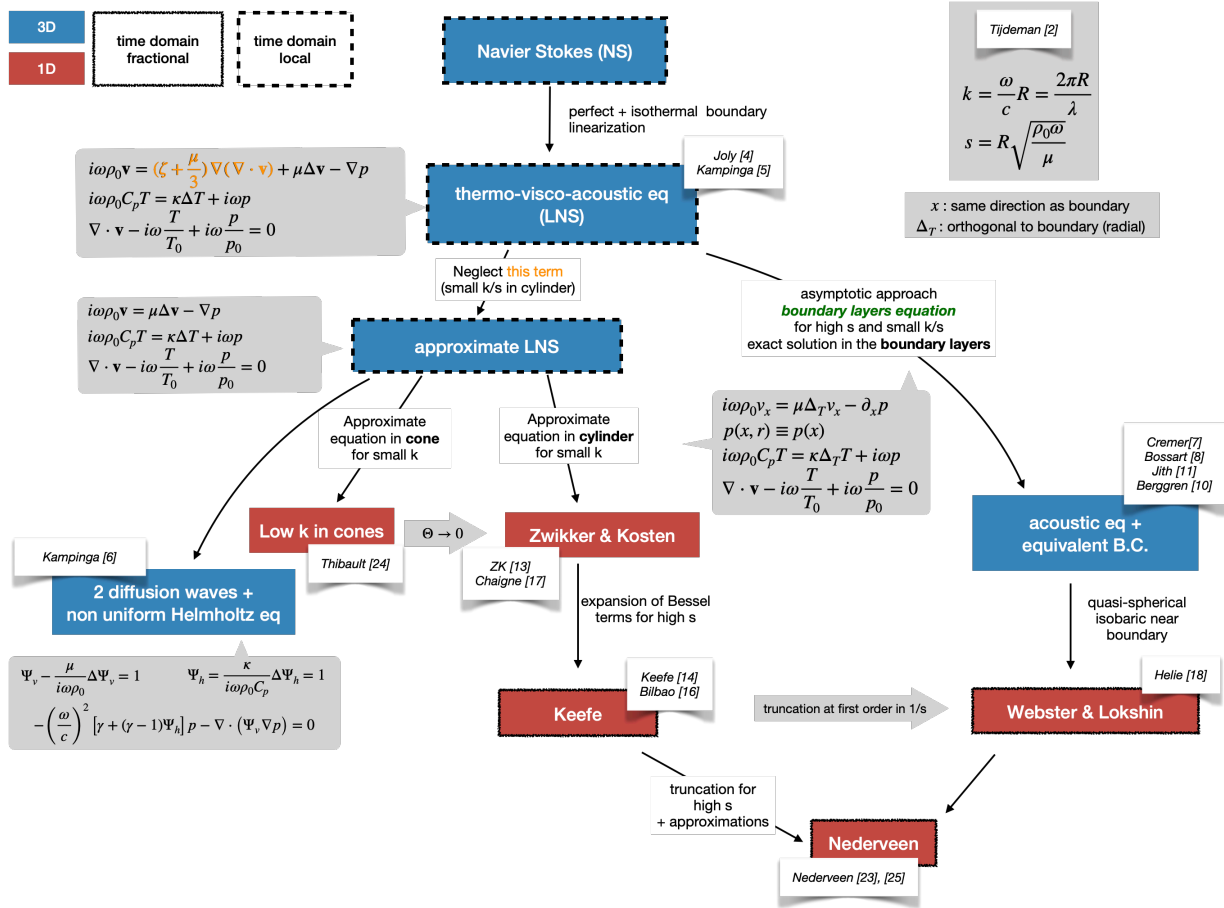 3D
1D
time domain
fractional
time domain
local
Navier Stokes (NS)
perfect + isothermal boundary
linearization
Tijdeman [2]
k = ω/c R = 2πR/λ
s = R√(ρ₀ω/μ)
x : same direction as boundary
Δ_T : orthogonal to boundary (radial)
iωρ₀v = (ζ + μ/3)∇(∇ · v) + μΔv − ∇p
iωρ₀C_pT = κΔT + iωp
∇ · v − iω T/T₀ + iω p/p₀ = 0
thermo-visco-acoustic eq
(LNS)
Joly [4]
Kampinga [5]
Neglect this term
(small k/s in cylinder)
asymptotic approach
boundary layers equation
for high s and small k/s
exact solution in the boundary layers
iωρ₀v = μΔv − ∇p
iωρ₀C_pT = κΔT + iωp
∇ · v − iω T/T₀ + iω p/p₀ = 0
approximate LNS
iωρ₀v_x = μΔ_Tv_x − ∂_xp
p(x, r) ≡ p(x)
iωρ₀C_pT = κΔ_TT + iωp
∇ · v − iω T/T₀ + iω p/p₀ = 0
Approximate
equation in cone
for small k
Approximate
equation in cylinder
for small k
Cremer[7]
Bossart [8]
Jith [11]
Berggren [10]
acoustic eq +
equivalent B.C.
Low k in cones
Thibault [24]
Θ → 0
Zwikker & Kosten
ZK [13]
Chaigne [17]
Kampinga [6]
2 diffusion waves +
non uniform Helmholtz eq
expansion of Bessel
terms for high s
quasi-spherical
isobaric near
boundary
Ψ_v − μ/(iωρ₀) ΔΨ_v = 1
Ψ_h = κ/(iωρ₀C_p) ΔΨ_h = 1
−(ω/c)² [γ + (γ − 1)Ψ_h] p − ∇ · (Ψ_v∇p) = 0
Keefe [14]
Bilbao [16]
Keefe
truncation at first order in 1/s
Helie [18]
Webster & Lokshin
truncation for
high s
+ approximations
Nederveen
Nederveen [23], [25]